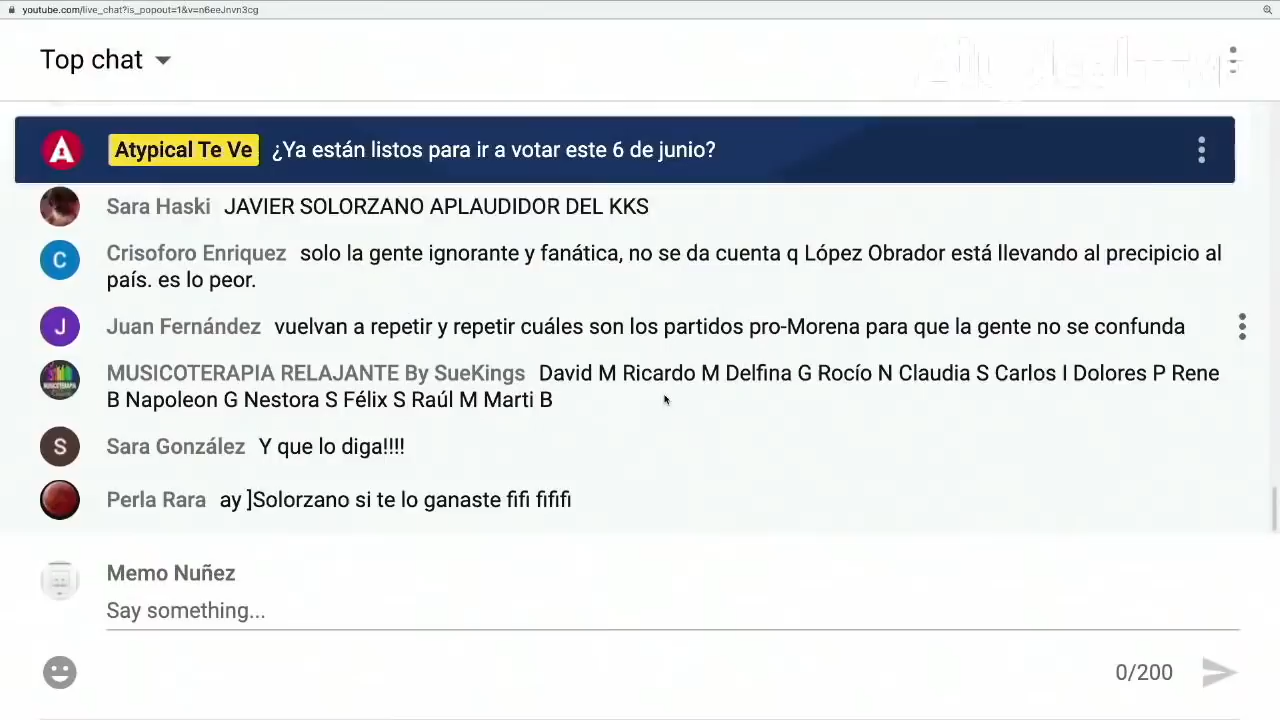 youtube.com/live_chat?is_popout=1&v=n6eeJnvn3cg
Top chat
Atypical Te Ve ¿Ya están listos para ir a votar este 6 de junio?
Sara Haski JAVIER SOLORZANO APLAUDIDOR DEL KKS
C Crisoforo Enriquez solo la gente ignorante y fanática, no se da cuenta q López Obrador está llevando al precipicio al
país. es lo peor.
J Juan Fernández vuelvan a repetir y repetir cuáles son los partidos pro-Morena para que la gente no se confunda
MUSICOTERAPIA RELAJANTE By SueKings David M Ricardo M Delfina G Rocío N Claudia S Carlos I Dolores P Rene
B Napoleon G Nestora S Félix S Raúl M Marti B
S Sara González Y que lo diga!!!!
Perla Rara ay ]Solorzano si te lo ganaste fifi fififi
Memo Nuñez
Say something...
0/200